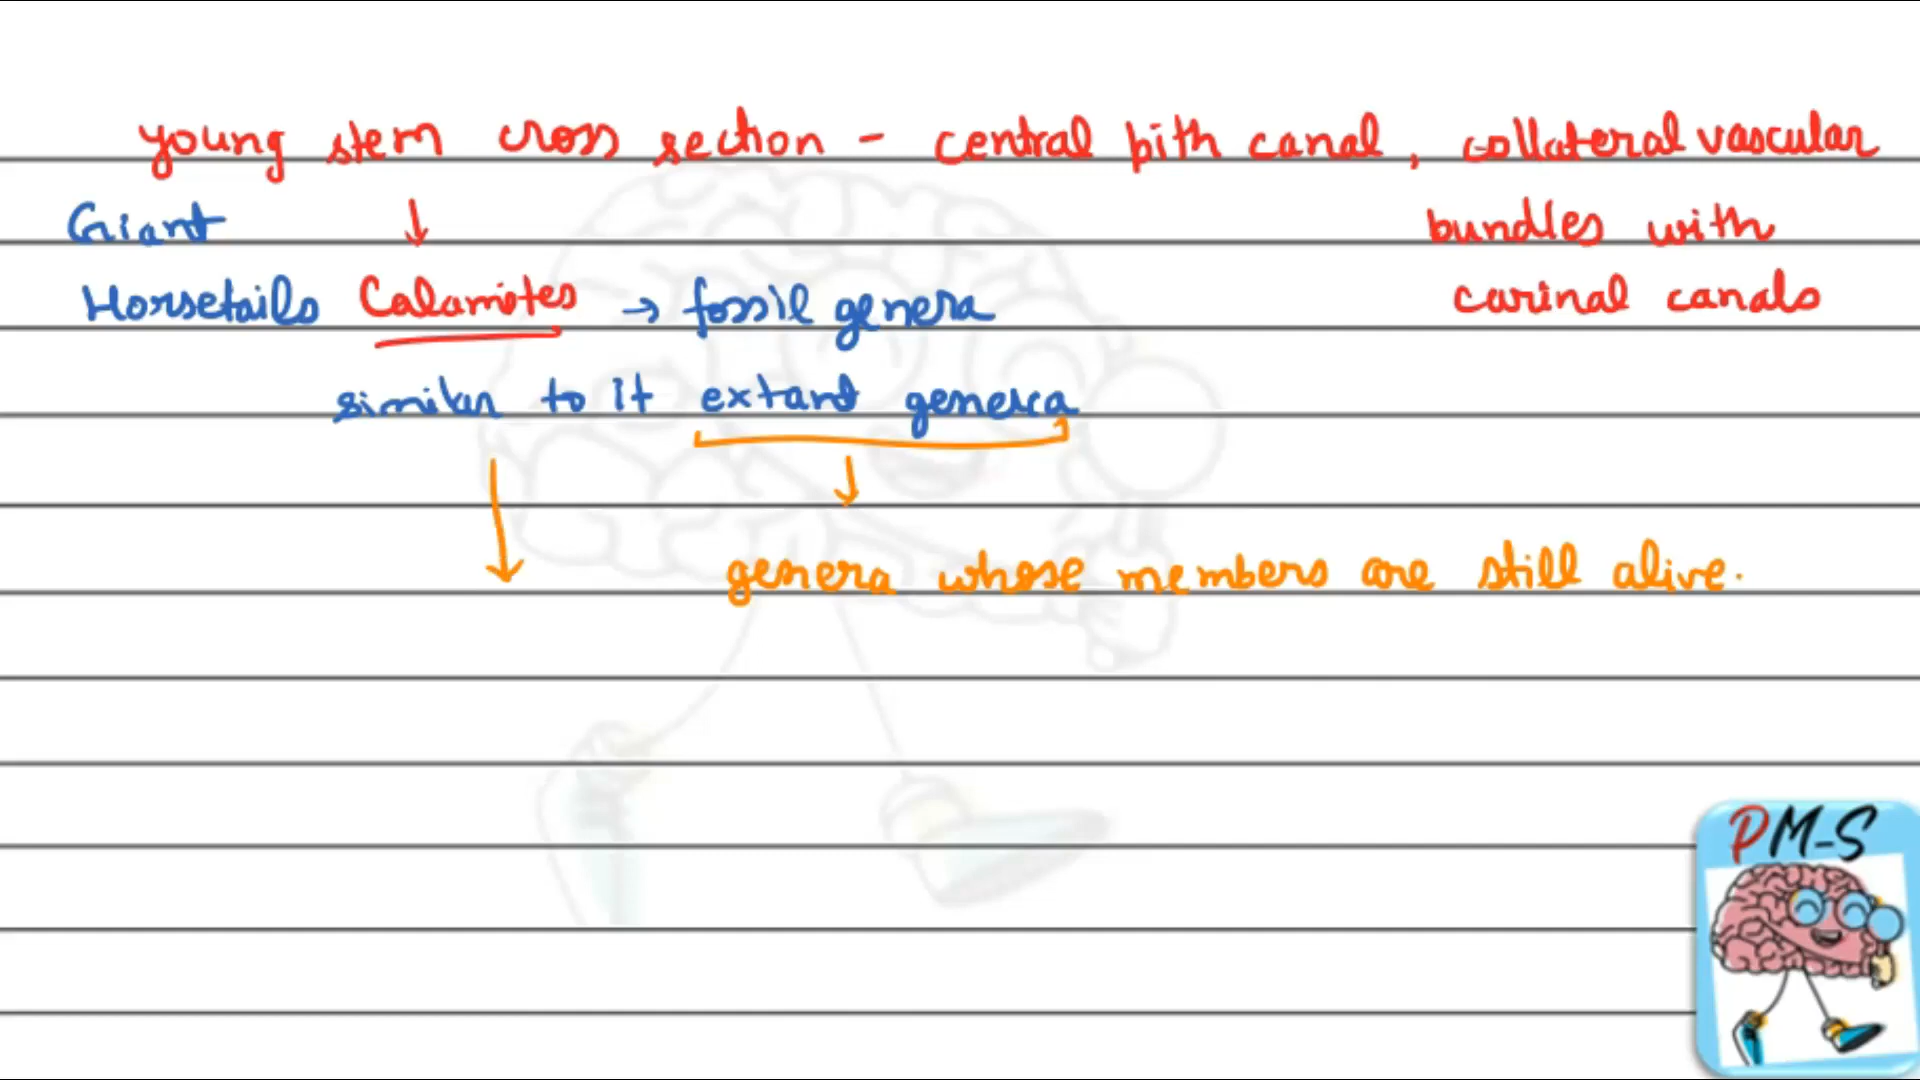 young stem cross section - central pith canal, collateral vascular
Giant ↓ bundles with
Horsetails Calamites → fossil genera carinal canals
similar to it extant genera
↓ ↓
genera whose members are still alive.
PM-S